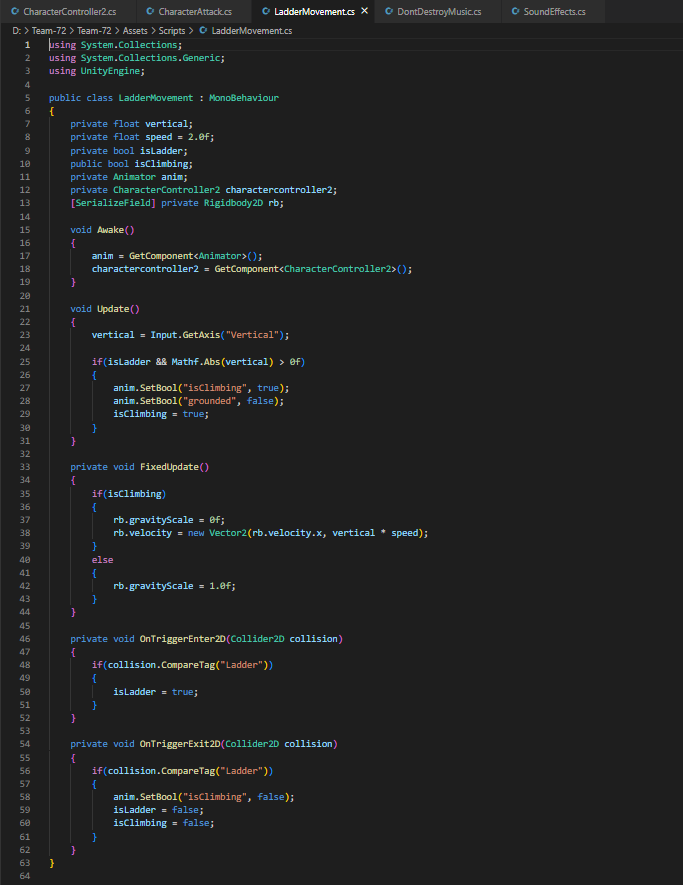 CharacterController2.cs CharacterAttack.cs LadderMovement.cs DontDestroyMusic.cs SoundEffects.cs
D: > Team-72 > Team-72 > Assets > Scripts > LadderMovement.cs
1 using System.Collections;
2 using System.Collections.Generic;
3 using UnityEngine;
4
5 public class LadderMovement : MonoBehaviour
6 {
7 private float vertical;
8 private float speed = 2.0f;
9 private bool isLadder;
10 public bool isClimbing;
11 private Animator anim;
12 private CharacterController2 charactercontroller2;
13 [SerializeField] private Rigidbody2D rb;
14
15 void Awake()
16 {
17 anim = GetComponent<Animator>();
18 charactercontroller2 = GetComponent<CharacterController2>();
19 }
20
21 void Update()
22 {
23 vertical = Input.GetAxis("Vertical");
24
25 if(isLadder && Mathf.Abs(vertical) > 0f)
26 {
27 anim.SetBool("isClimbing", true);
28 anim.SetBool("grounded", false);
29 isClimbing = true;
30 }
31 }
32
33 private void FixedUpdate()
34 {
35 if(isClimbing)
36 {
37 rb.gravityScale = 0f;
38 rb.velocity = new Vector2(rb.velocity.x, vertical * speed);
39 }
40 else
41 {
42 rb.gravityScale = 1.0f;
43 }
44 }
45
46 private void OnTriggerEnter2D(Collider2D collision)
47 {
48 if(collision.CompareTag("Ladder"))
49 {
50 isLadder = true;
51 }
52 }
53
54 private void OnTriggerExit2D(Collider2D collision)
55 {
56 if(collision.CompareTag("Ladder"))
57 {
58 anim.SetBool("isClimbing", false);
59 isLadder = false;
60 isClimbing = false;
61 }
62 }
63 }
64